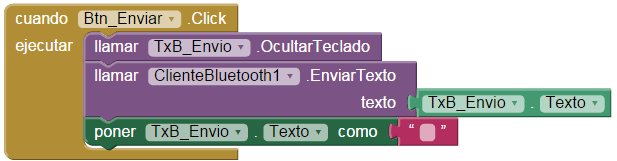 cuando Btn_Enviar .Click
ejecutar llamar TxB_Envio .OcultarTeclado
llamar ClienteBluetooth1 .EnviarTexto
texto TxB_Envio . Texto
poner TxB_Envio . Texto como " "